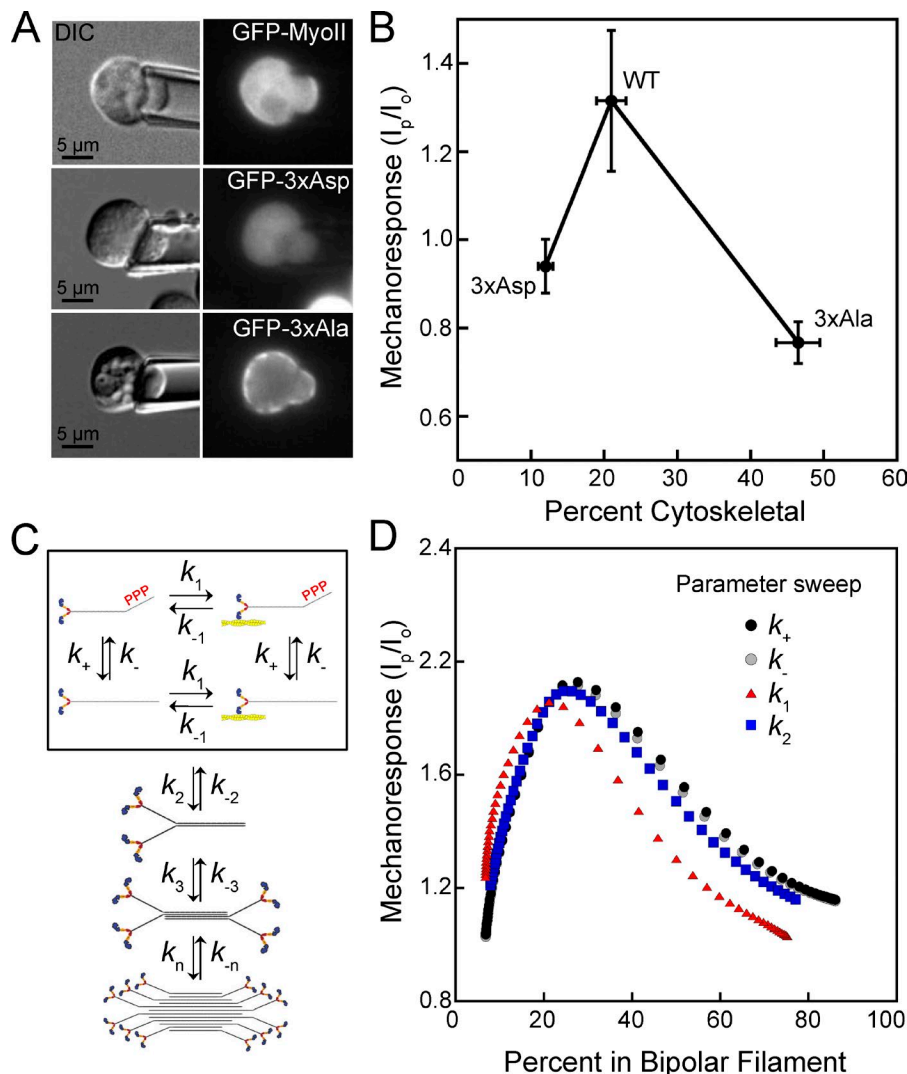 A
DIC
GFP-MyoII
5 µm
GFP-3xAsp
5 µm
GFP-3xAla
5 µm
B
Mechanoresponse (Iₚ/Iₒ)
1.4
1.2
1.0
0.8
0.6
WT
3xAsp
3xAla
0 10 20 30 40 50 60
Percent Cytoskeletal
C
PPP k₁ k₋₁ PPP
k₊ k₋ k₊ k₋
k₁ k₋₁
k₂ k₋₂
k₃ k₋₃
kₙ k₋ₙ
D
Mechanoresponse (Iₚ/Iₒ)
2.4
2.2
1.6
1.2
0.8
Parameter sweep
k₊
k₋
k₁
k₂
0 20 40 60 80 100
Percent in Bipolar Filament